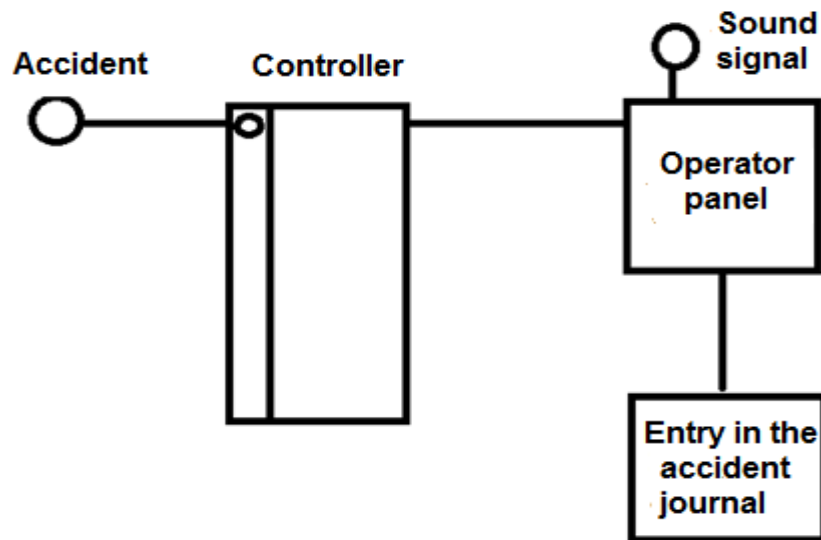 Accident
Controller
Sound
signal
Operator
panel
Entry in the
accident
journal